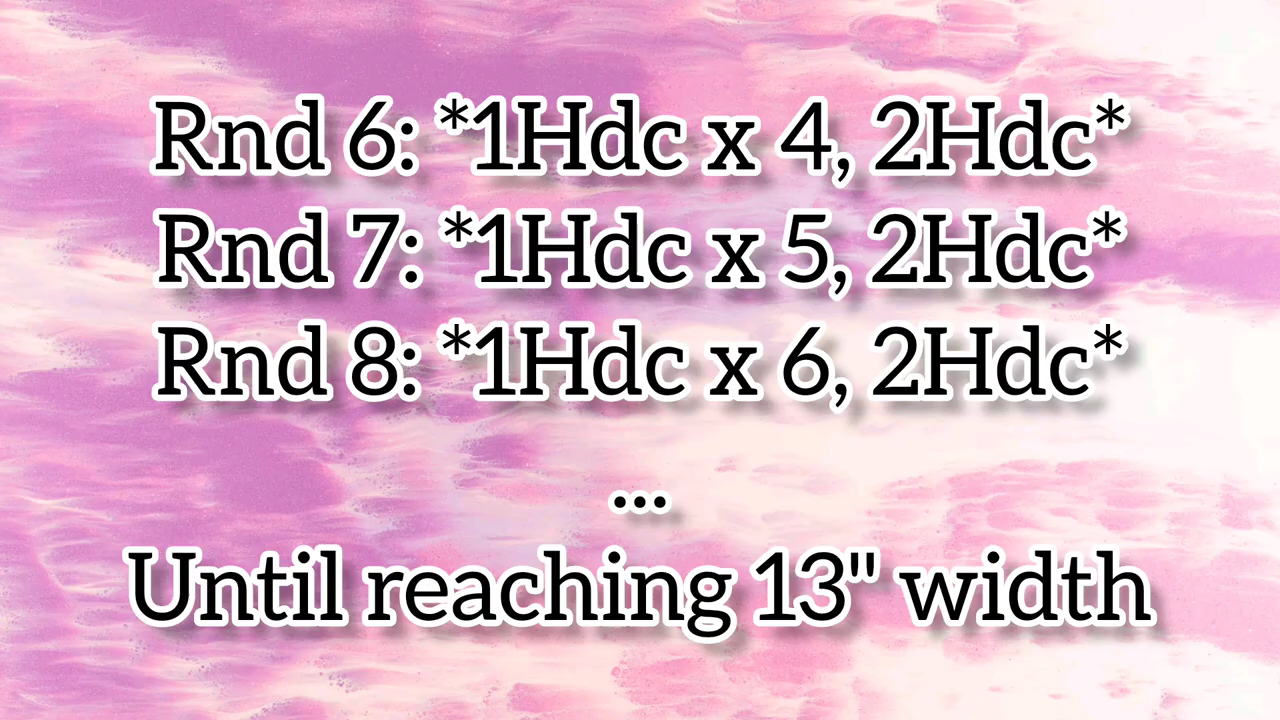 Rnd 6: *1Hdc x 4, 2Hdc*
Rnd 7: *1Hdc x 5, 2Hdc*
Rnd 8: *1Hdc x 6, 2Hdc*
...
Until reaching 13" width